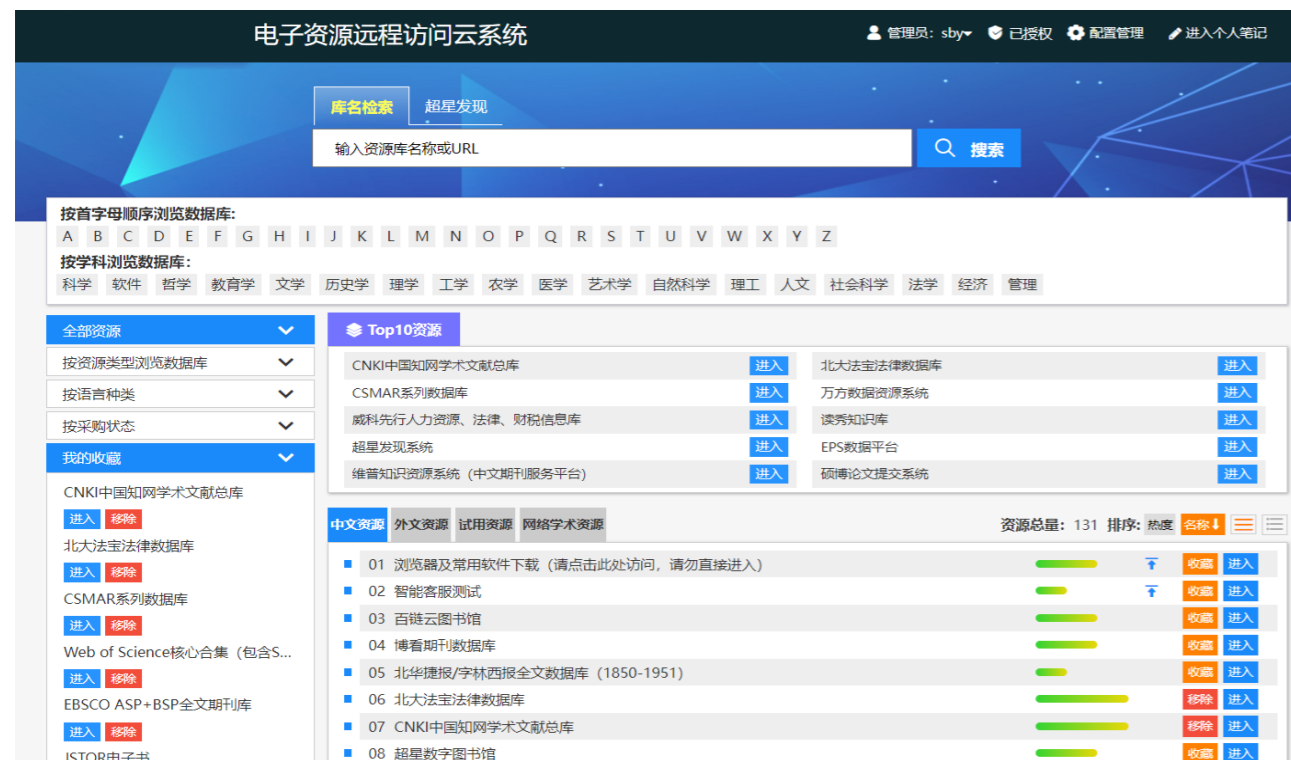 电子资源远程访问云系统
管理员：sby 已授权 配置管理 进入个人笔记
库名检索 超星发现
输入资源库名称或URL 搜索
按首字母顺序浏览数据库:
A B C D E F G H I J K L M N O P Q R S T U V W X Y Z
按学科浏览数据库：
科学 软件 哲学 教育学 文学 历史学 理学 工学 农学 医学 艺术学 自然科学 理工 人文 社会科学 法学 经济 管理
全部资源
按资源类型浏览数据库
按语言种类
按采购状态
我的收藏
CNKI中国知网学术文献总库
进入 移除
北大法宝法律数据库
进入 移除
CSMAR系列数据库
进入 移除
Web of Science核心合集（包含S...
进入 移除
EBSCO ASP+BSP全文期刊库
进入 移除
JSTOR电子书
Top10资源
CNKI中国知网学术文献总库 进入 北大法宝法律数据库 进入
CSMAR系列数据库 进入 万方数据资源系统 进入
威科先行人力资源、法律、财税信息库 进入 读秀知识库 进入
超星发现系统 进入 EPS数据平台 进入
维普知识资源系统（中文期刊服务平台） 进入 硕博论文提交系统 进入
中文资源 外文资源 试用资源 网络学术资源 资源总量：131 排序: 热度 名称
01 浏览器及常用软件下载（请点击此处访问，请勿直接进入） 收藏 进入
02 智能客服测试 收藏 进入
03 百链云图书馆 收藏 进入
04 博看期刊数据库 收藏 进入
05 北华捷报/字林西报全文数据库（1850-1951） 收藏 进入
06 北大法宝法律数据库 移除 进入
07 CNKI中国知网学术文献总库 移除 进入
08 超星数字图书馆 收藏 进入